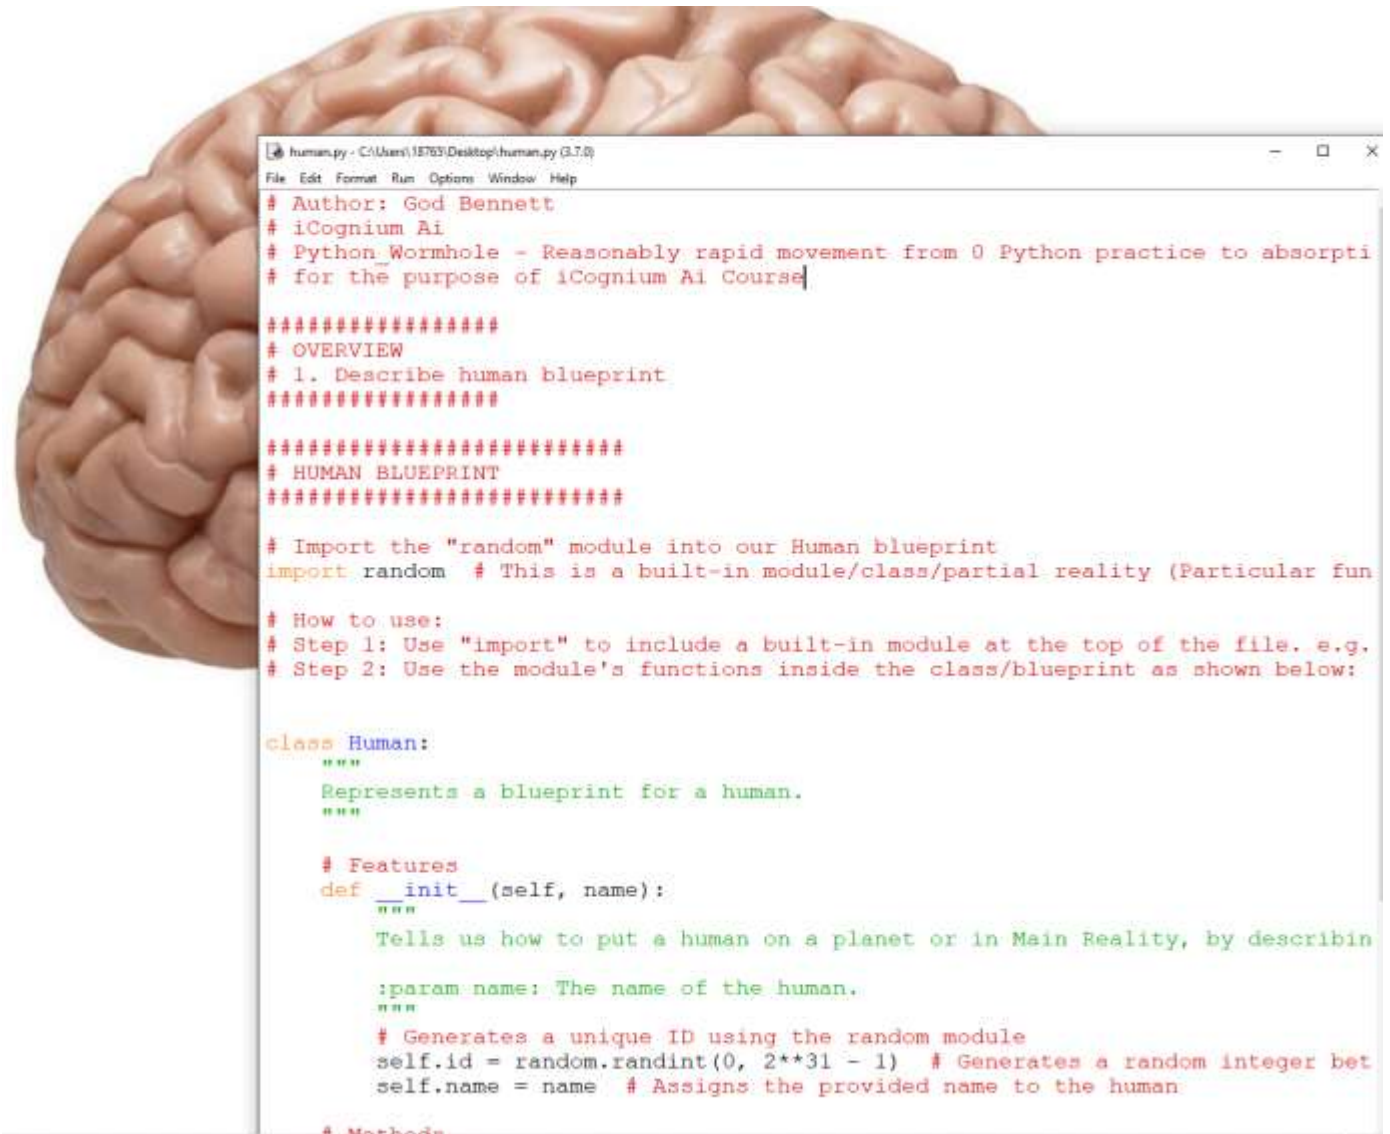 human.py - C:\Users\18763\Desktop\human.py (3.7.0)
File Edit Format Run Options Window Help
# Author: God Bennett
# iCognium Ai
# Python_Wormhole - Reasonably rapid movement from 0 Python practice to absorpti
# for the purpose of iCognium Ai Course
#################
# OVERVIEW
# 1. Describe human blueprint
#################
##########################
# HUMAN BLUEPRINT
##########################
# Import the "random" module into our Human blueprint
import random  # This is a built-in module/class/partial reality (Particular fun
# How to use:
# Step 1: Use "import" to include a built-in module at the top of the file. e.g.
# Step 2: Use the module's functions inside the class/blueprint as shown below:
class Human:
    """
    Represents a blueprint for a human.
    """
    # Features
    def __init__(self, name):
        """
        Tells us how to put a human on a planet or in Main Reality, by describin
        :param name: The name of the human.
        """
        # Generates a unique ID using the random module
        self.id = random.randint(0, 2**31 - 1)  # Generates a random integer bet
        self.name = name  # Assigns the provided name to the human
    # Methods